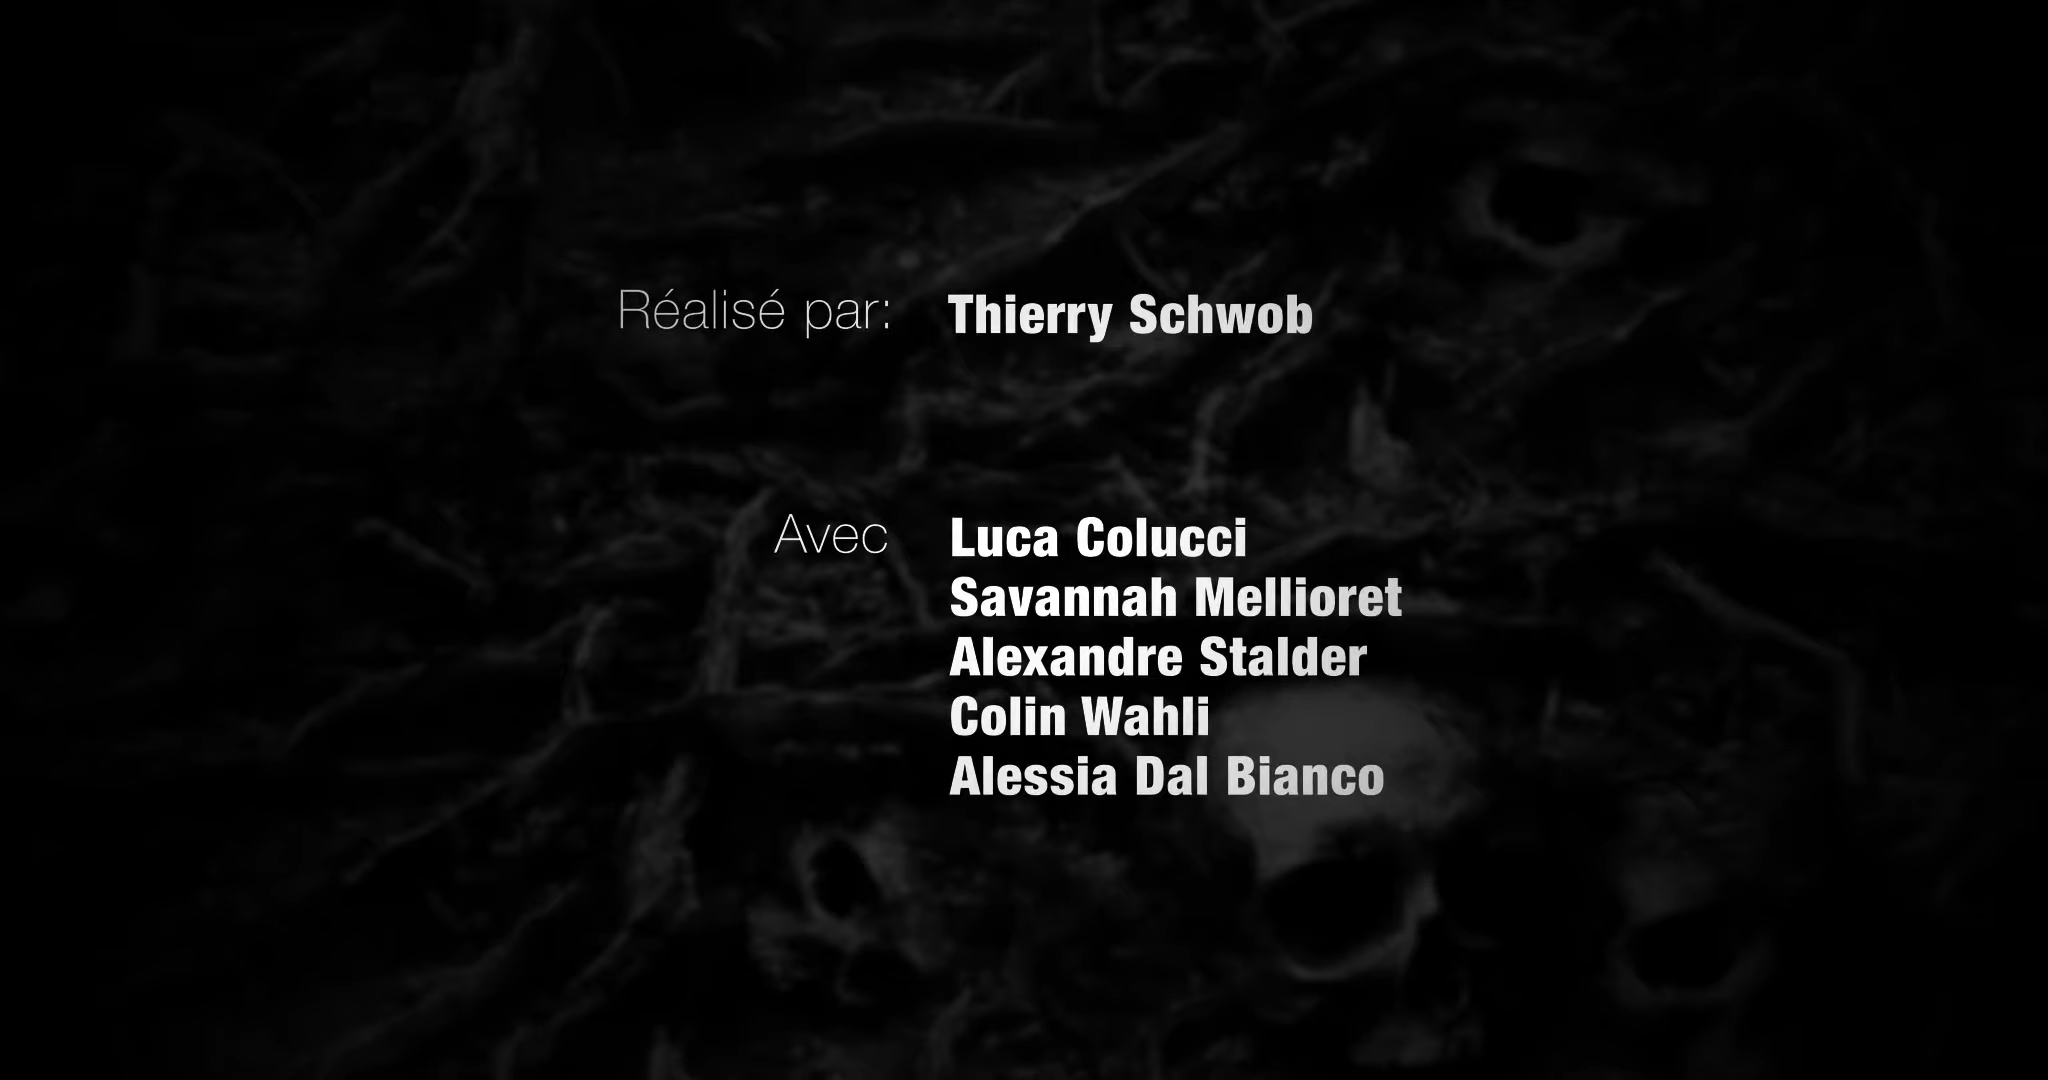 Réalisé par: Thierry Schwob
Avec Luca Colucci
Savannah Mellioret
Alexandre Stalder
Colin Wahli
Alessia Dal Bianco